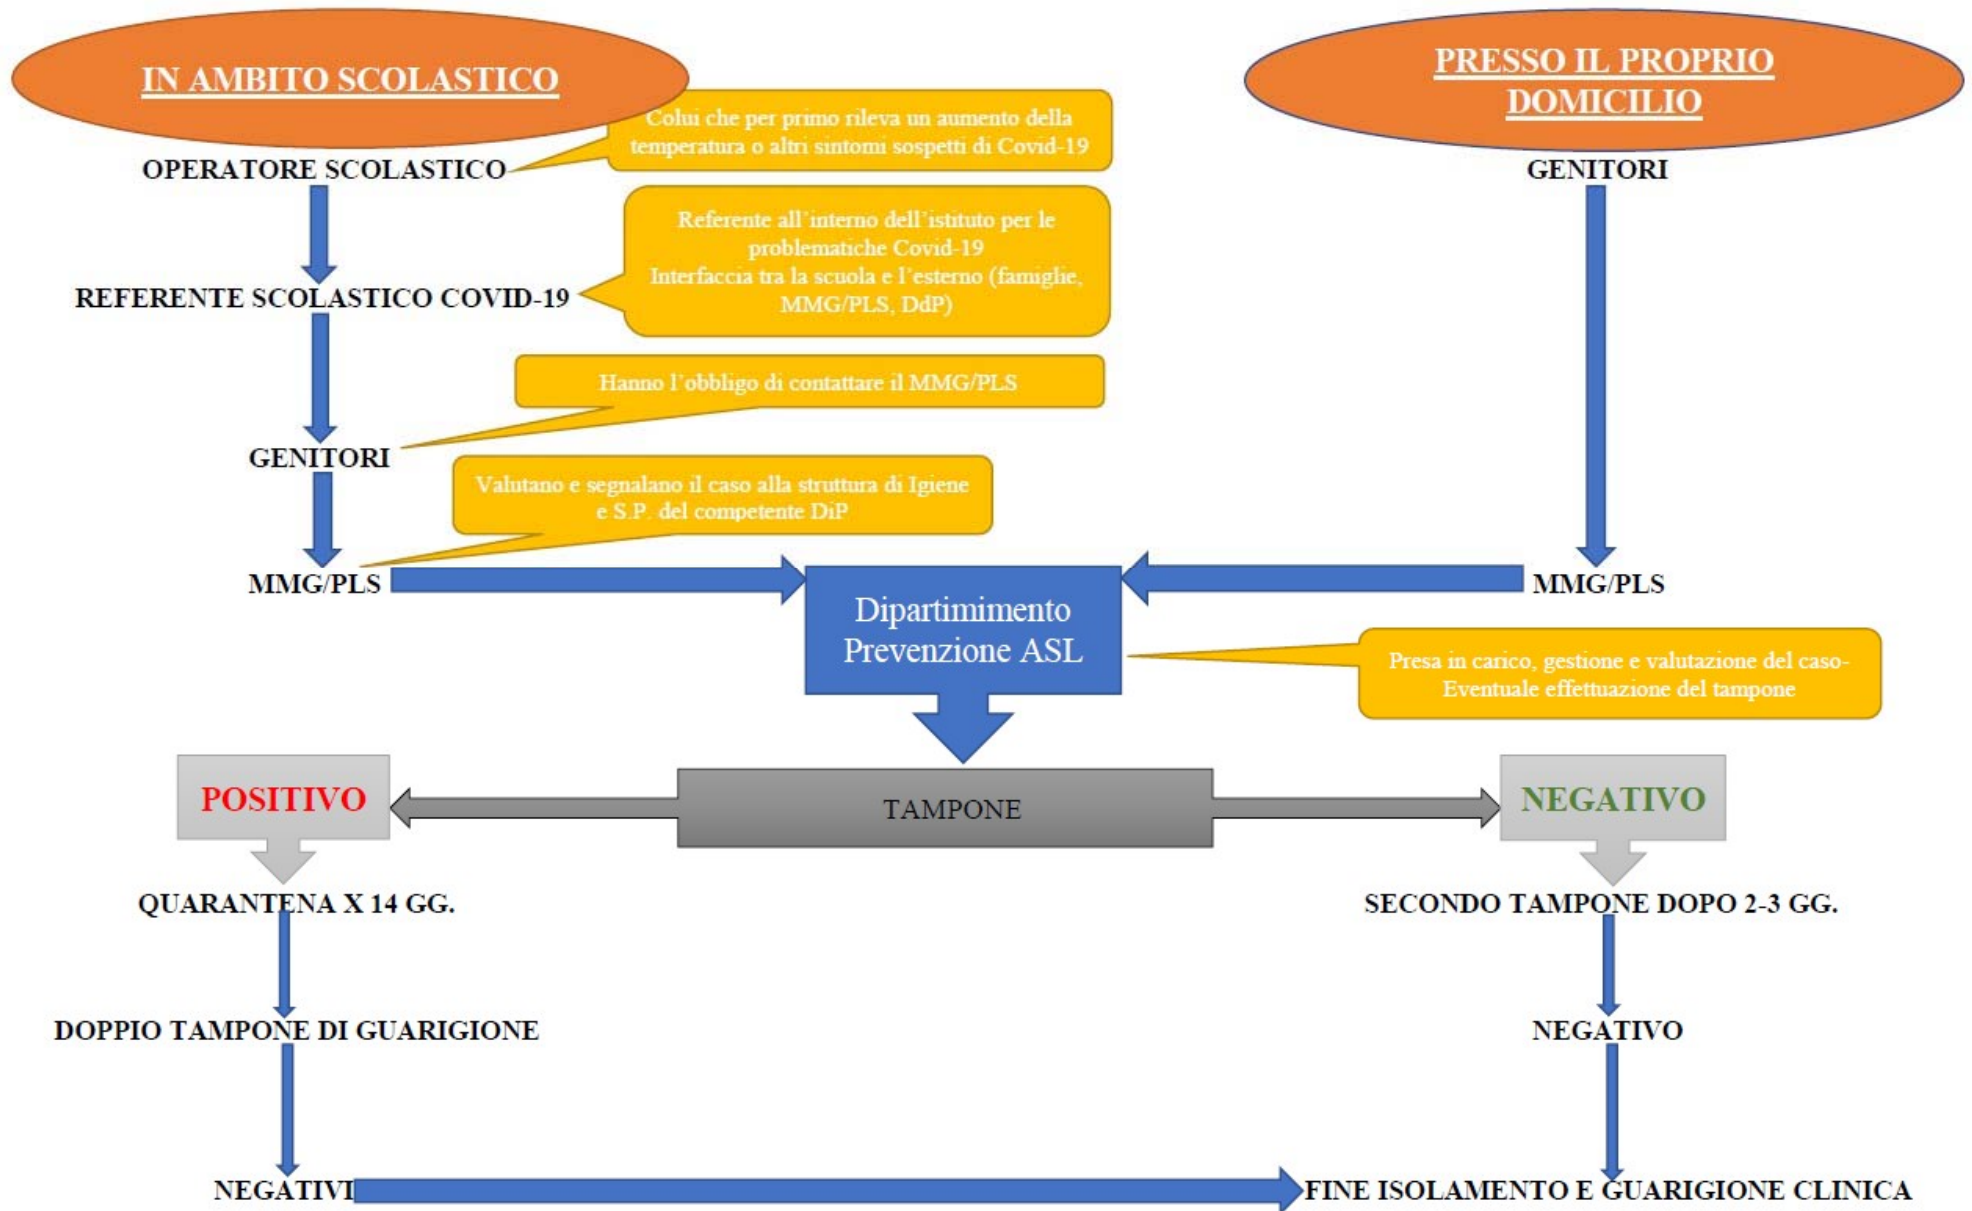 IN AMBITO SCOLASTICO
PRESSO IL PROPRIO
DOMICILIO
Colui che per primo rileva un aumento della
temperatura o altri sintomi sospetti di Covid-19
OPERATORE SCOLASTICO
GENITORI
Referente all’interno dell’istituto per le
problematiche Covid-19
Interfaccia tra la scuola e l’esterno (famiglie,
MMG/PLS, DdP)
REFERENTE SCOLASTICO COVID-19
Hanno l’obbligo di contattare il MMG/PLS
GENITORI
Valutano e segnalano il caso alla struttura di Igiene
e S.P. del competente DiP
MMG/PLS
MMG/PLS
Dipartimimento
Prevenzione ASL
Presa in carico, gestione e valutazione del caso-
Eventuale effettuazione del tampone
POSITIVO
TAMPONE
NEGATIVO
QUARANTENA X 14 GG.
SECONDO TAMPONE DOPO 2-3 GG.
DOPPIO TAMPONE DI GUARIGIONE
NEGATIVO
NEGATIVI
FINE ISOLAMENTO E GUARIGIONE CLINICA